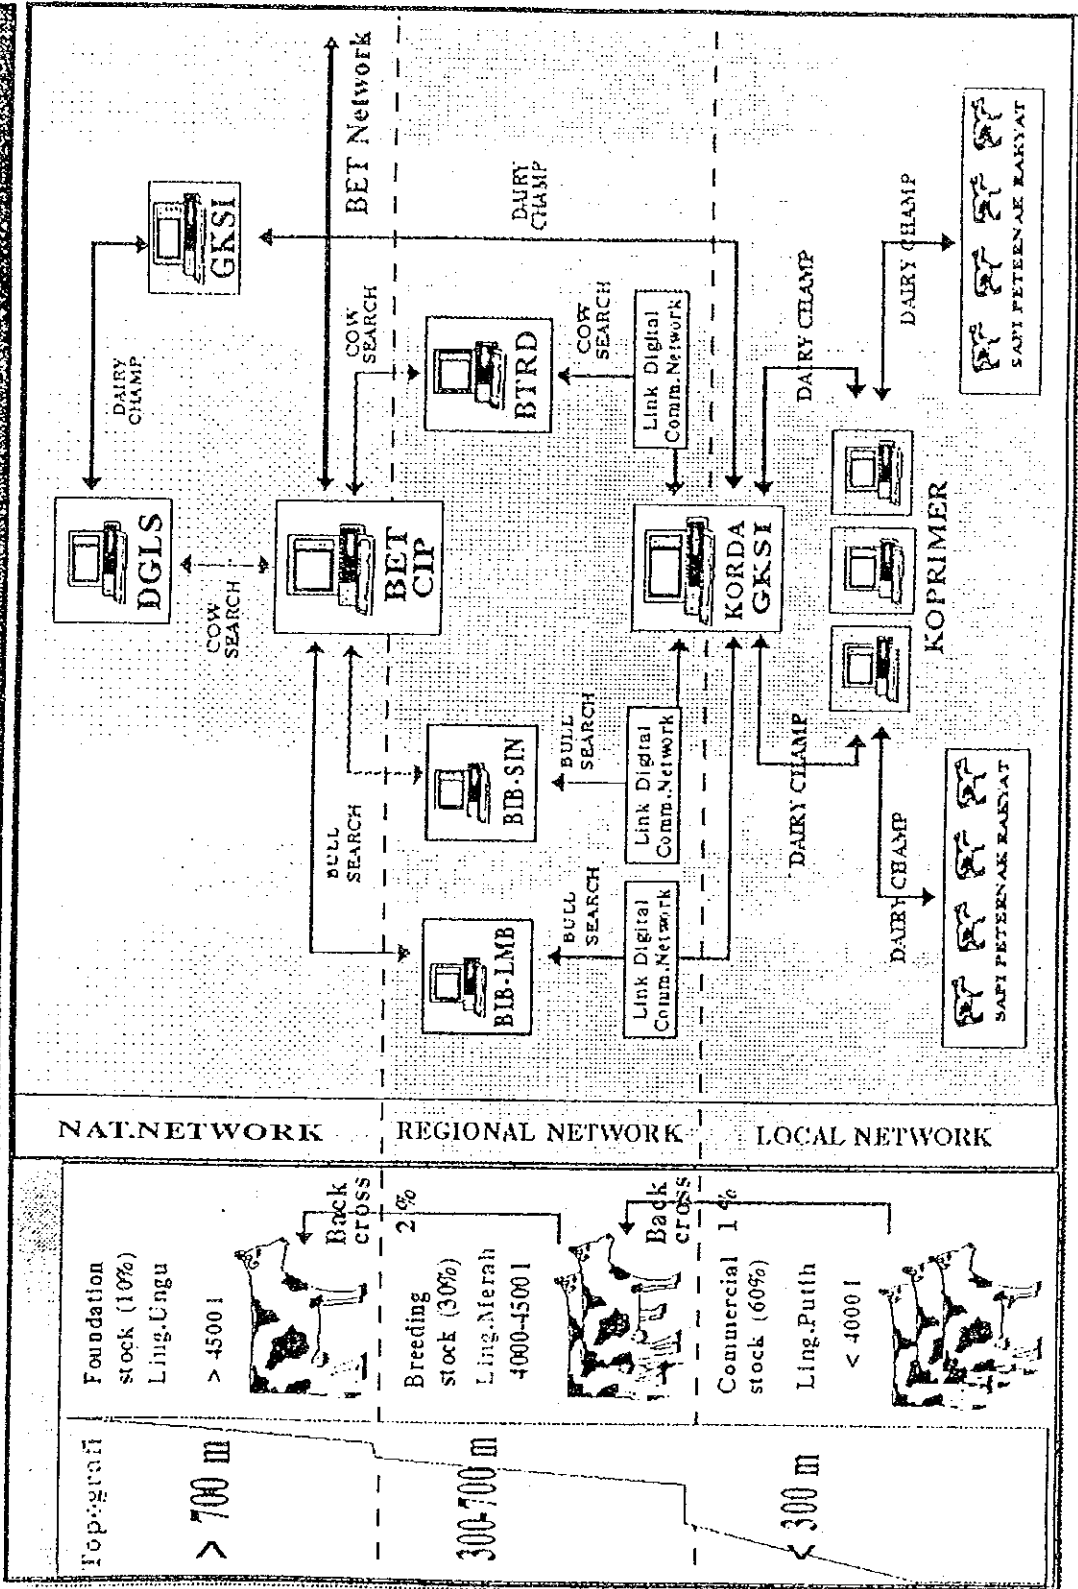 Topografi
> 700 m
300-700 m
< 300 m
Foundation
stock (10%)
Ling.Ungu
> 4500 l
Back
cross
2 %
Breeding
stock (30%)
Ling.Merah
4000-4500 l
Back
cross
1 %
Commercial
stock (60%)
Ling.Putih
< 4000 l
NAT.NETWORK
REGIONAL NETWORK
LOCAL NETWORK
DGLS
DAIRY
CHAMP
GKSI
COW
SEARCH
BET
CIP
BET Network
BULL
SEARCH
COW
SEARCH
DAIRY
CHAMP
BIB-LMB
BIB-SIN
BTRD
BULL
SEARCH
BULL
SEARCH
COW
SEARCH
Link Digital
Comm.Network
Link Digital
Comm.Network
Link Digital
Comm.Network
KORDA
GKSI
DAIRY CHAMP
DAIRY CHAMP
KOPRIMER
DAIRY CHAMP
DAIRY CHAMP
SAPI PETERNAK RAKYAT
SAPI PETEENAK RAKYAT